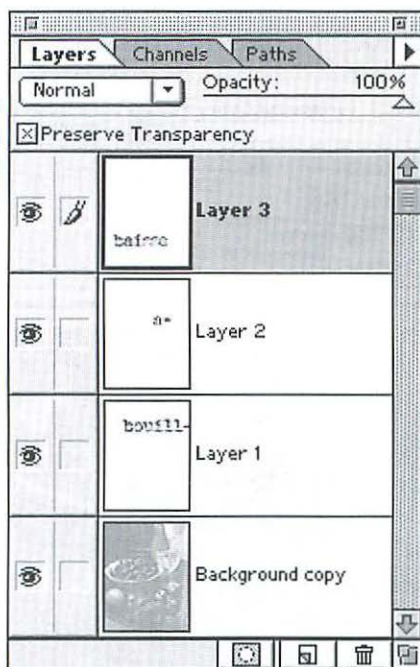 Layers Channels Paths
Normal Opacity: 100%
Preserve Transparency
Layer 3
a-
Layer 2
bouill-
Layer 1
Background copy